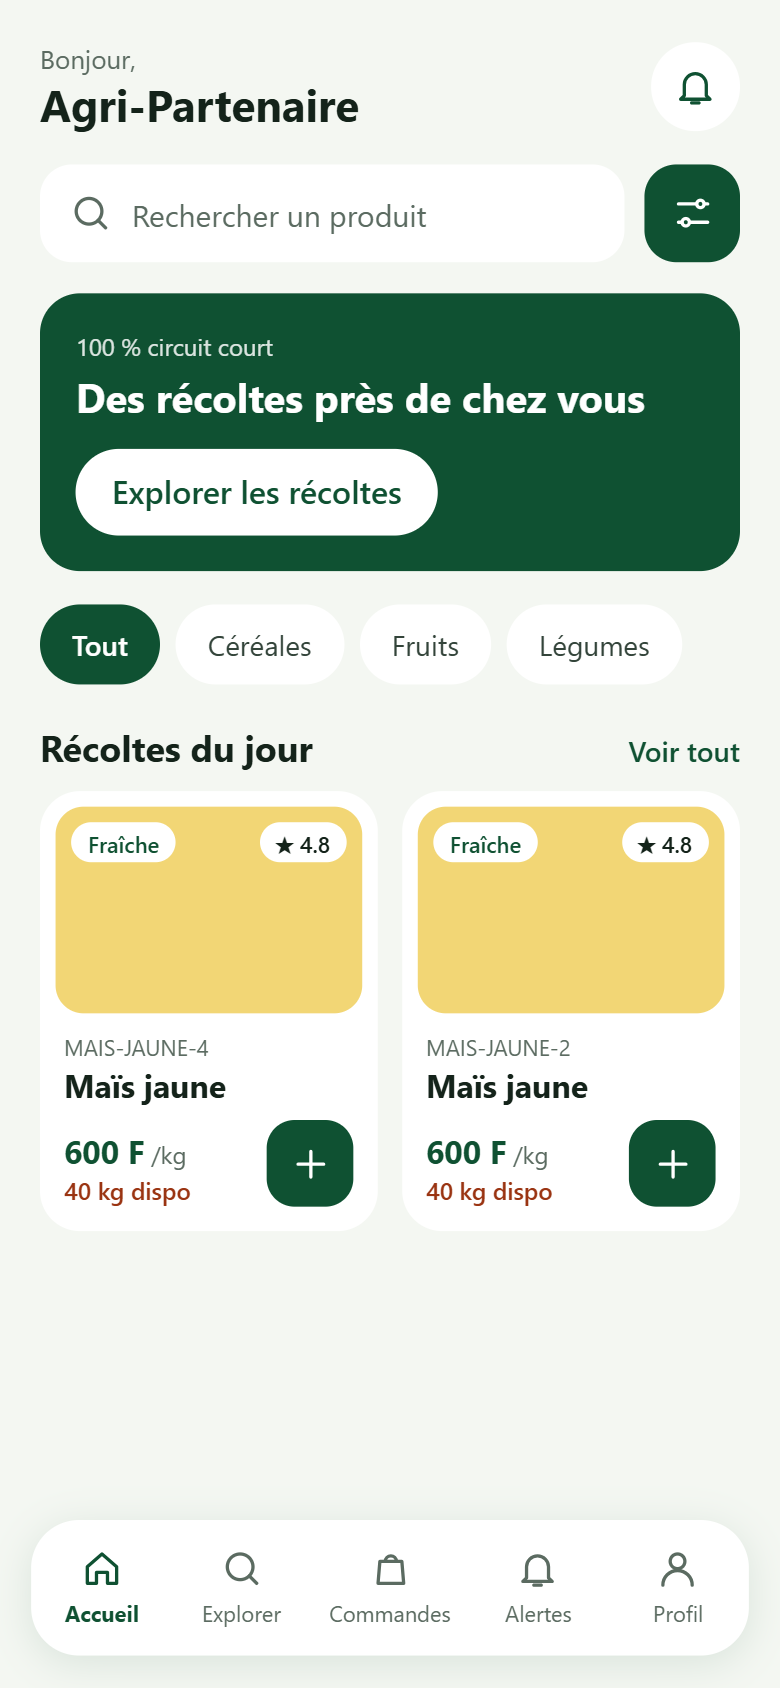 Bonjour,
Agri-Partenaire
Rechercher un produit
100 % circuit court
Des récoltes près de chez vous
Explorer les récoltes
Tout Céréales Fruits Légumes
Récoltes du jour Voir tout
Fraîche ★ 4.8 Fraîche ★ 4.8
MAIS-JAUNE-4 MAIS-JAUNE-2
Maïs jaune Maïs jaune
600 F /kg 600 F /kg
40 kg dispo 40 kg dispo
Accueil Explorer Commandes Alertes Profil